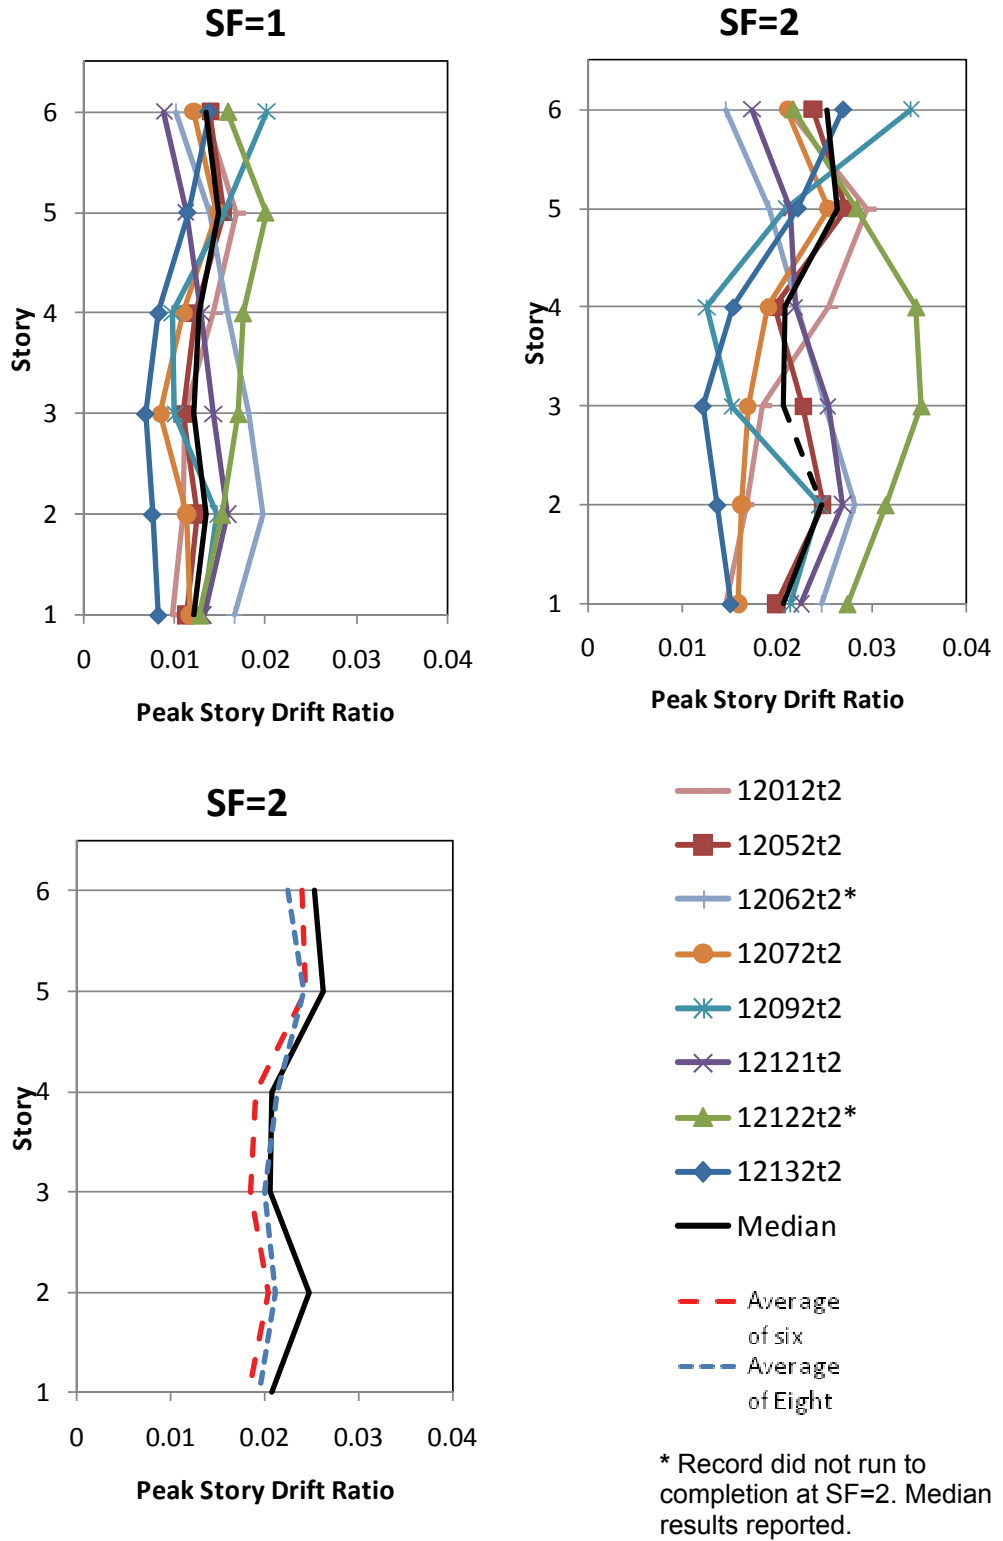 SF=1
6
5
4
3
2
1
Story
0 0.01 0.02 0.03 0.04
Peak Story Drift Ratio
SF=2
6
5
4
3
2
1
Story
0 0.01 0.02 0.03 0.04
Peak Story Drift Ratio
SF=2
6
5
4
3
2
1
Story
0 0.01 0.02 0.03 0.04
Peak Story Drift Ratio
12012t2
12052t2
12062t2*
12072t2
12092t2
12121t2
12122t2*
12132t2
Median
Average
of six
Average
of Eight
* Record did not run to
completion at SF=2. Median
results reported.